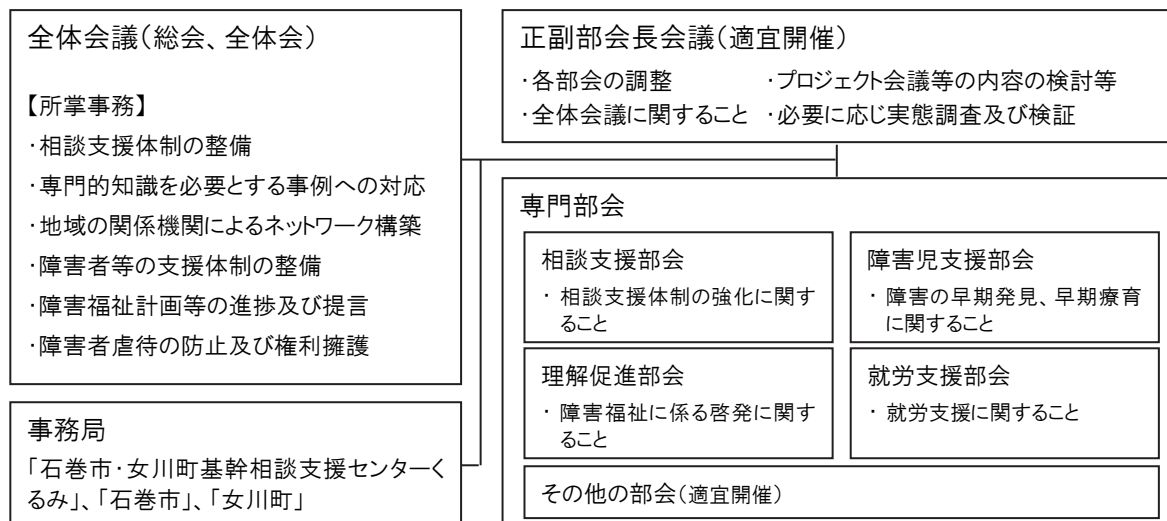 全体会議（総会、全体会）
【所掌事務】
・相談支援体制の整備
・専門的知識を必要とする事例への対応
・地域の関係機関によるネットワーク構築
・障害者等の支援体制の整備
・障害福祉計画等の進捗及び提言
・障害者虐待の防止及び権利擁護
事務局
「石巻市・女川町基幹相談支援センターく
るみ」、「石巻市」、「女川町」
正副部会長会議（適宜開催）
・各部会の調整 ・プロジェクト会議等の内容の検討等
・全体会議に関すること ・必要に応じ実態調査及び検証
専門部会
相談支援部会
・ 相談支援体制の強化に関す
ること
障害児支援部会
・ 障害の早期発見、早期療育
に関すること
理解促進部会
・ 障害福祉に係る啓発に関す
ること
就労支援部会
・ 就労支援に関すること
その他の部会（適宜開催）